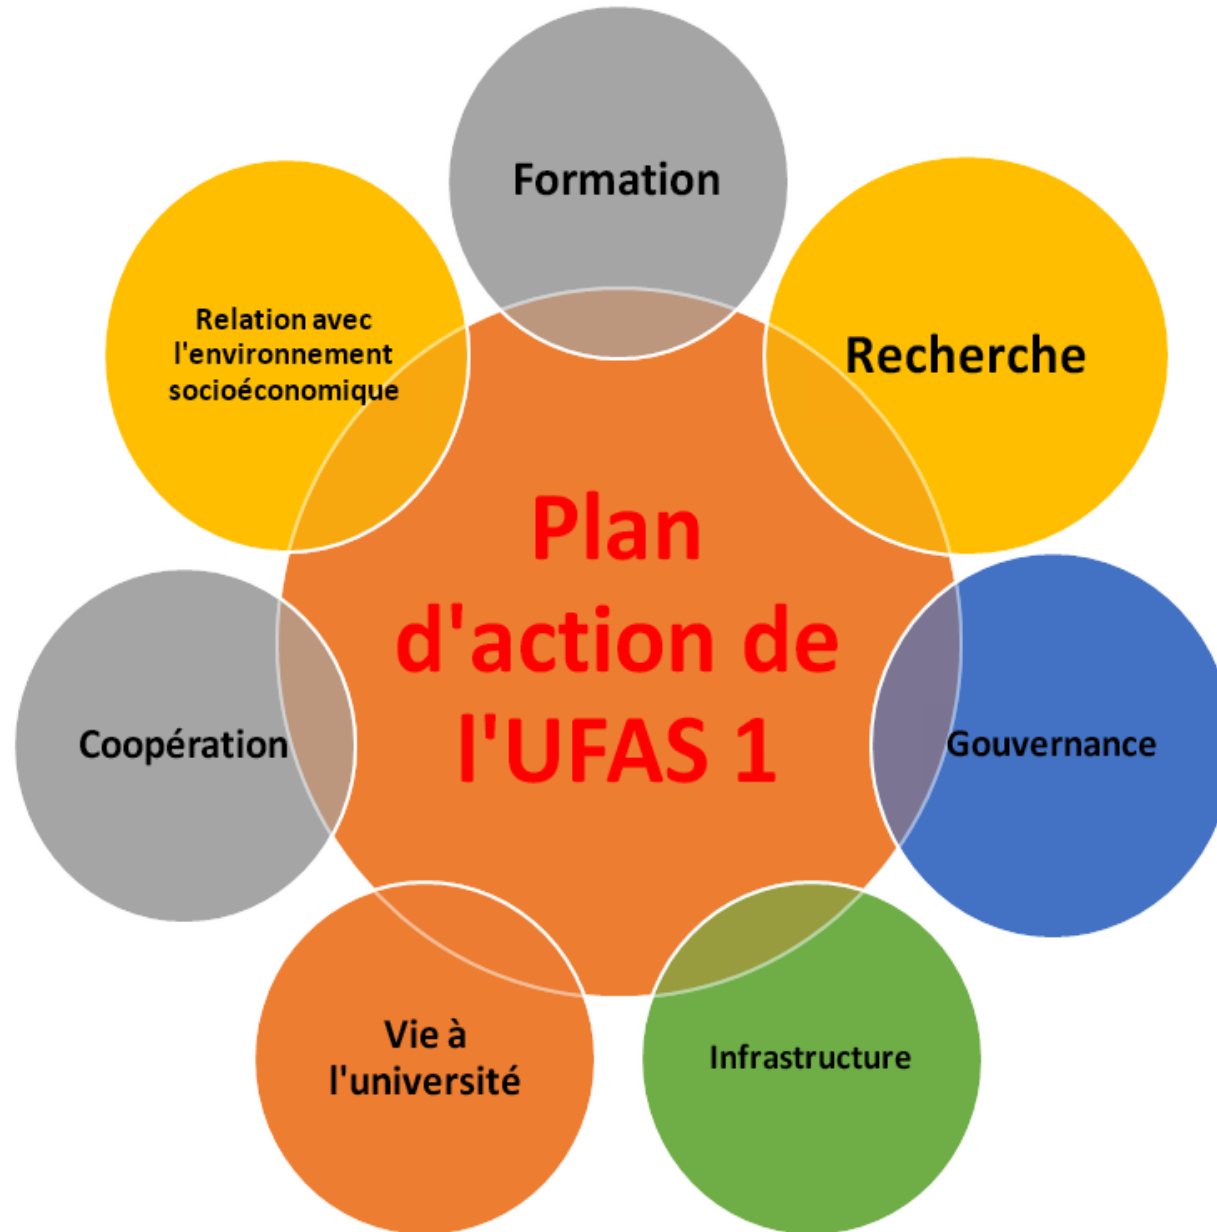 Formation
Relation avec
l'environnement
socioéconomique
Recherche
Plan
d'action de
l'UFAS 1
Coopération
Gouvernance
Vie à
l'université
Infrastructure